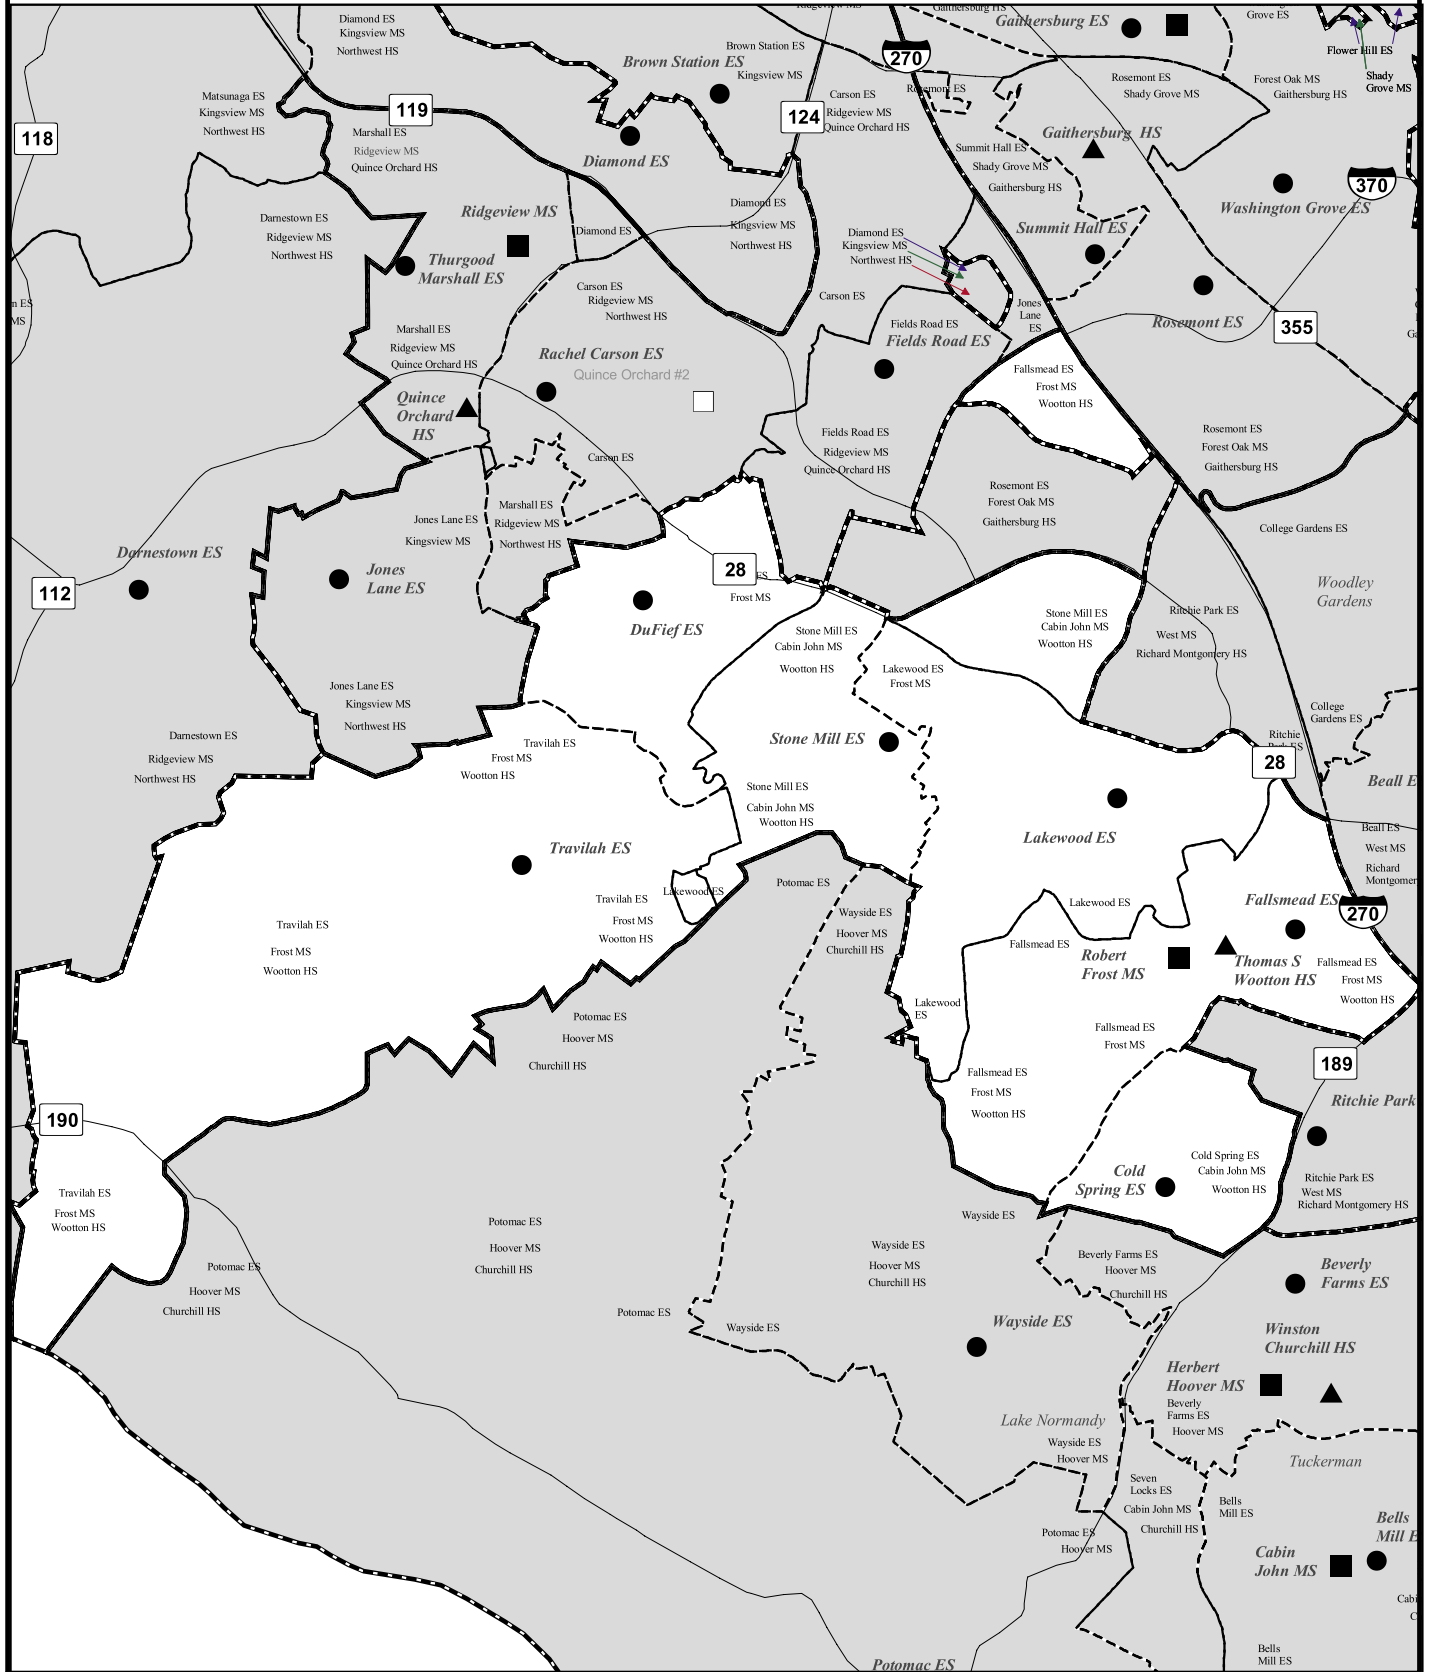 Diamond ES
Kingsview MS
Northwest HS
Ridgeview MS
Gaithersburg HS
Gaithersburg ES
Grove ES
Flower Hill ES
Shady
Grove MS
Brown Station ES
Brown Station ES
Kingsview MS
270
Rosemont ES
Rosemont ES
Shady Grove MS
Forest Oak MS
Gaithersburg HS
Matsunaga ES
Kingsview MS
Northwest HS
119
118
124
Carson ES
Ridgeview MS
Quince Orchard HS
Marshall ES
Ridgeview MS
Quince Orchard HS
Diamond ES
Gaithersburg HS
Summit Hall ES
Shady Grove MS
Gaithersburg HS
370
Washington Grove ES
Darnestown ES
Ridgeview MS
Northwest HS
Ridgeview MS
Diamond ES
Diamond ES
Kingsview MS
Northwest HS
Diamond ES
Kingsview MS
Northwest HS
Summit Hall ES
Thurgood
Marshall ES
Carson ES
Ridgeview MS
Northwest HS
Carson ES
Jones
Lane
ES
Rosemont ES
355
n ES
MS
Marshall ES
Ridgeview MS
Quince Orchard HS
Rachel Carson ES
Quince Orchard #2
Fields Road ES
Fields Road ES
Fallsmead ES
Frost MS
Wootton HS
Quince
Orchard
HS
Fields Road ES
Ridgeview MS
Quince Orchard HS
Carson ES
Rosemont ES
Forest Oak MS
Gaithersburg HS
Rosemont ES
Forest Oak MS
Gaithersburg HS
College Gardens ES
Marshall ES
Ridgeview MS
Northwest HS
Jones Lane ES
Kingsview MS
Darnestown ES
Jones
Lane ES
112
28
ES
Frost MS
DuFief ES
Woodley
Gardens
Stone Mill ES
Cabin John MS
Wootton HS
Stone Mill ES
Cabin John MS
Wootton HS
Ritchie Park ES
West MS
Richard Montgomery HS
Lakewood ES
Frost MS
Jones Lane ES
Kingsview MS
Northwest HS
Darnestown ES
Ridgeview MS
Northwest HS
Travilah ES
Frost MS
Wootton HS
Stone Mill ES
College
Gardens ES
Ritchie
Park ES
28
Beall E
Stone Mill ES
Cabin John MS
Wootton HS
Lakewood ES
Beall ES
West MS
Richard
Montgomer
Travilah ES
Lakewood ES
Potomac ES
Travilah ES
Frost MS
Wootton HS
Travilah ES
Frost MS
Wootton HS
Wayside ES
Hoover MS
Churchill HS
Lakewood ES
Fallsmead ES
270
Fallsmead ES
Robert
Frost MS
Thomas S
Wootton HS
Fallsmead ES
Frost MS
Wootton HS
Lakewood
ES
Potomac ES
Hoover MS
Churchill HS
Fallsmead ES
Frost MS
Fallsmead ES
Frost MS
Wootton HS
189
Ritchie Park
190
Cold
Spring ES
Cold Spring ES
Cabin John MS
Wootton HS
Ritchie Park ES
West MS
Richard Montgomery HS
Travilah ES
Frost MS
Wootton HS
Potomac ES
Hoover MS
Churchill HS
Wayside ES
Wayside ES
Hoover MS
Churchill HS
Beverly Farms ES
Hoover MS
Churchill HS
Beverly
Farms ES
Potomac ES
Hoover MS
Churchill HS
Potomac ES
Wayside ES
Wayside ES
Winston
Churchill HS
Herbert
Hoover MS
Beverly
Farms ES
Hoover MS
Lake Normandy
Wayside ES
Hoover MS
Tuckerman
Seven
Locks ES
Cabin John MS
Churchill HS
Bells
Mill ES
Bells
Mill E
Potomac ES
Hoover MS
Cabin
John MS
Cabi
C
Bells
Mill ES
Potomac ES